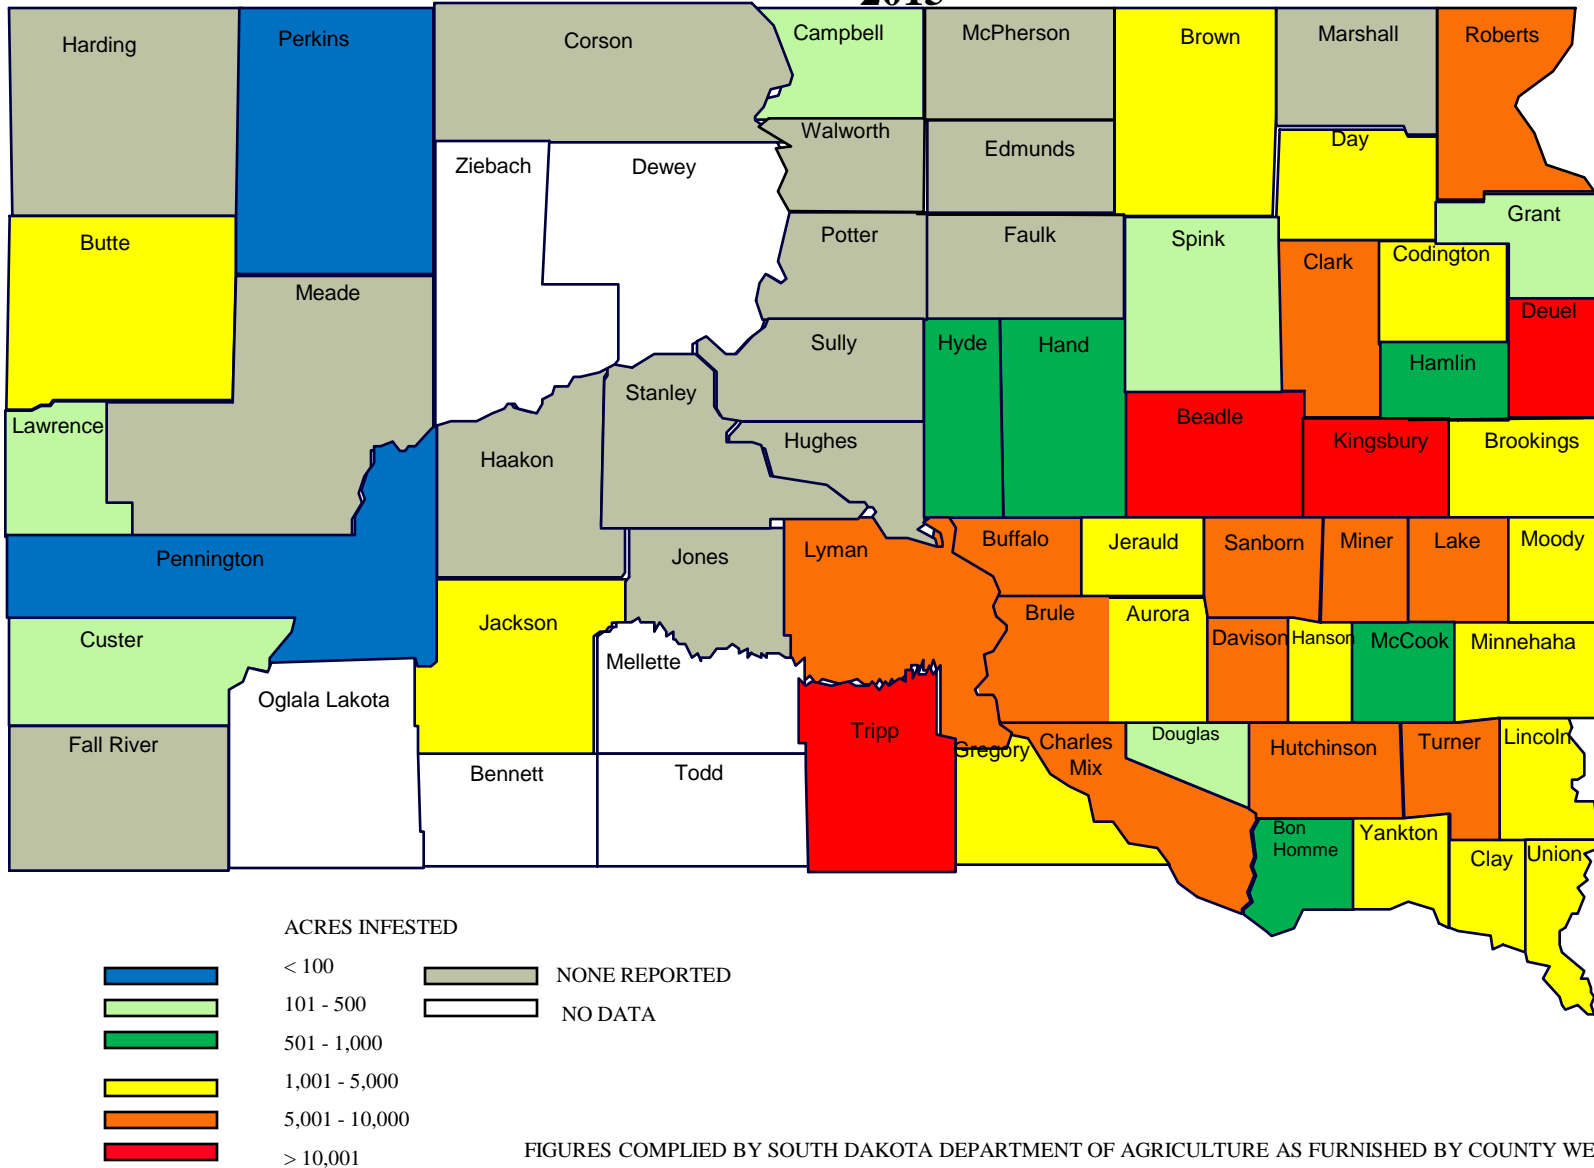 2015
Harding
Perkins
Corson
Campbell
McPherson
Brown
Marshall
Roberts
Walworth
Edmunds
Day
Ziebach
Dewey
Grant
Butte
Potter
Faulk
Spink
Clark
Codington
Meade
Deuel
Sully
Hyde
Hand
Hamlin
Stanley
Lawrence
Beadle
Hughes
Kingsbury
Brookings
Haakon
Pennington
Jones
Lyman
Buffalo
Jerauld
Sanborn
Miner
Lake
Moody
Custer
Jackson
Brule
Aurora
Davison
Hanson
McCook
Minnehaha
Mellette
Oglala Lakota
Fall River
Tripp
Gregory
Charles
Mix
Douglas
Hutchinson
Turner
Lincoln
Bennett
Todd
Bon
Homme
Yankton
Clay
Union
ACRES INFESTED
< 100
NONE REPORTED
101 - 500
NO DATA
501 - 1,000
1,001 - 5,000
5,001 - 10,000
> 10,001
FIGURES COMPLIED BY SOUTH DAKOTA DEPARTMENT OF AGRICULTURE AS FURNISHED BY COUNTY WE